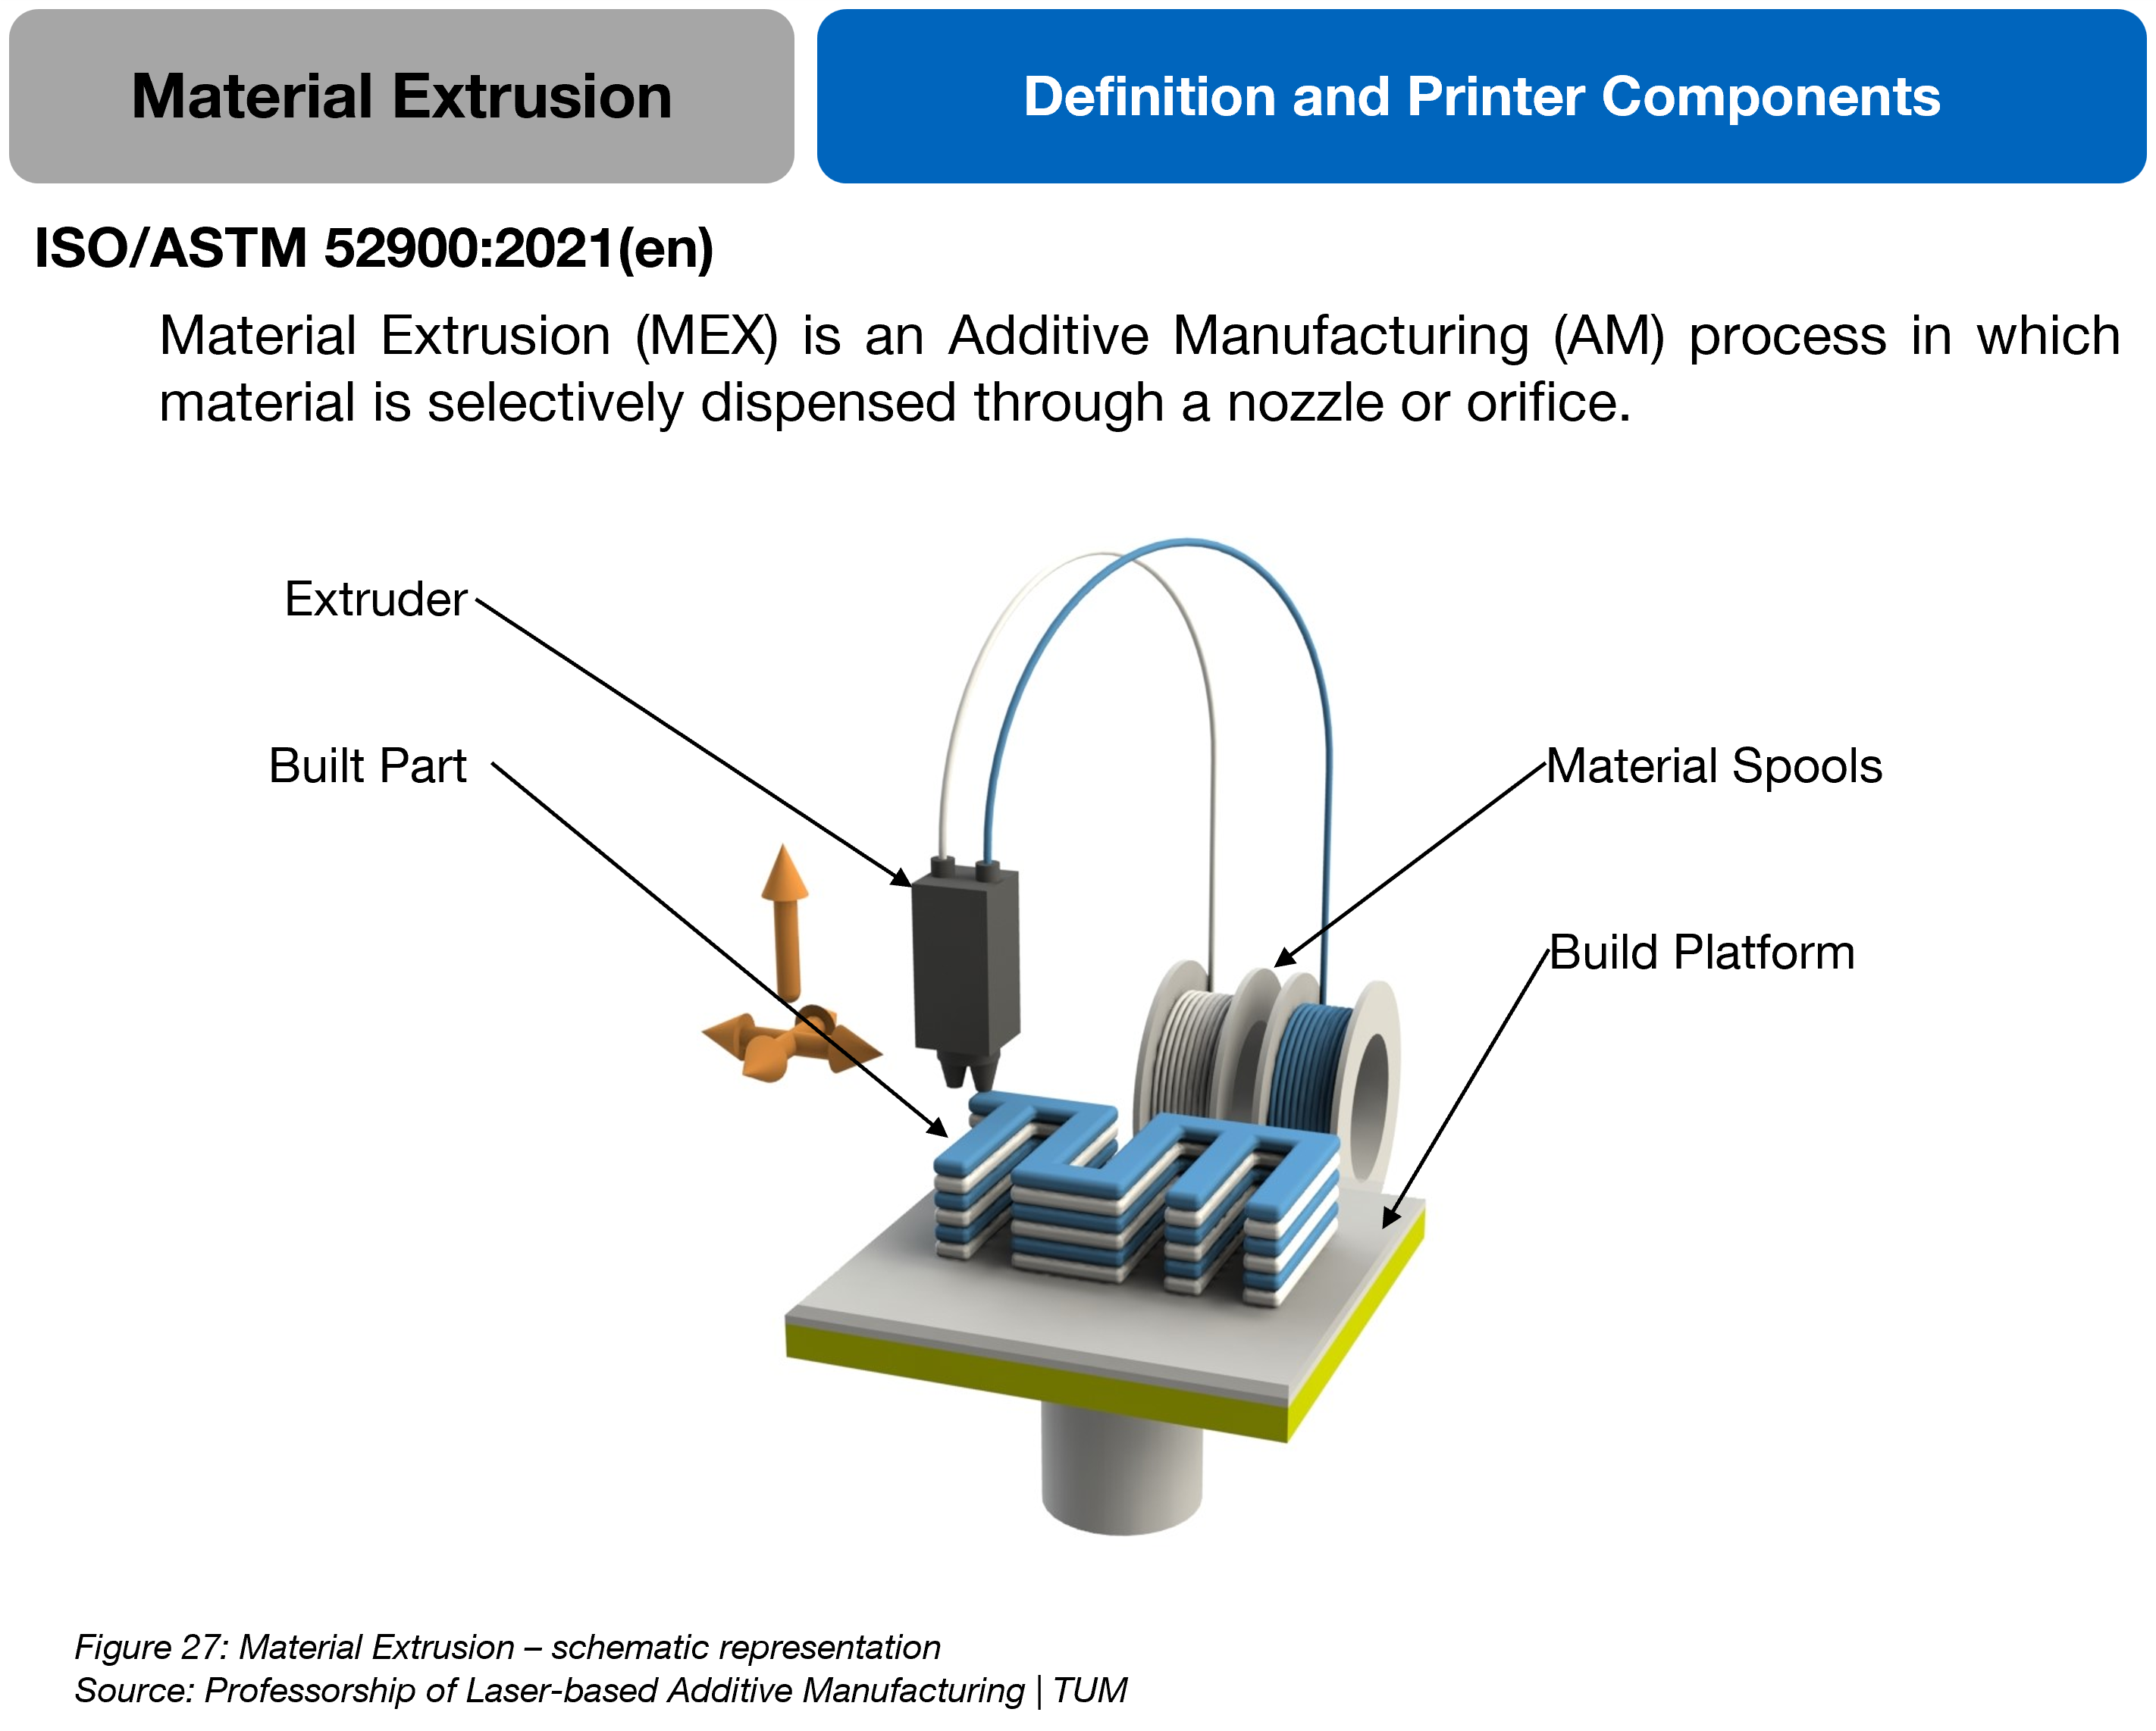 Material Extrusion
Definition and Printer Components
ISO/ASTM 52900:2021(en)
Material Extrusion (MEX) is an Additive Manufacturing (AM) process in which
material is selectively dispensed through a nozzle or orifice.
Extruder
Built Part
Material Spools
Build Platform
TUM
Figure 27: Material Extrusion – schematic representation
Source: Professorship of Laser-based Additive Manufacturing | TUM